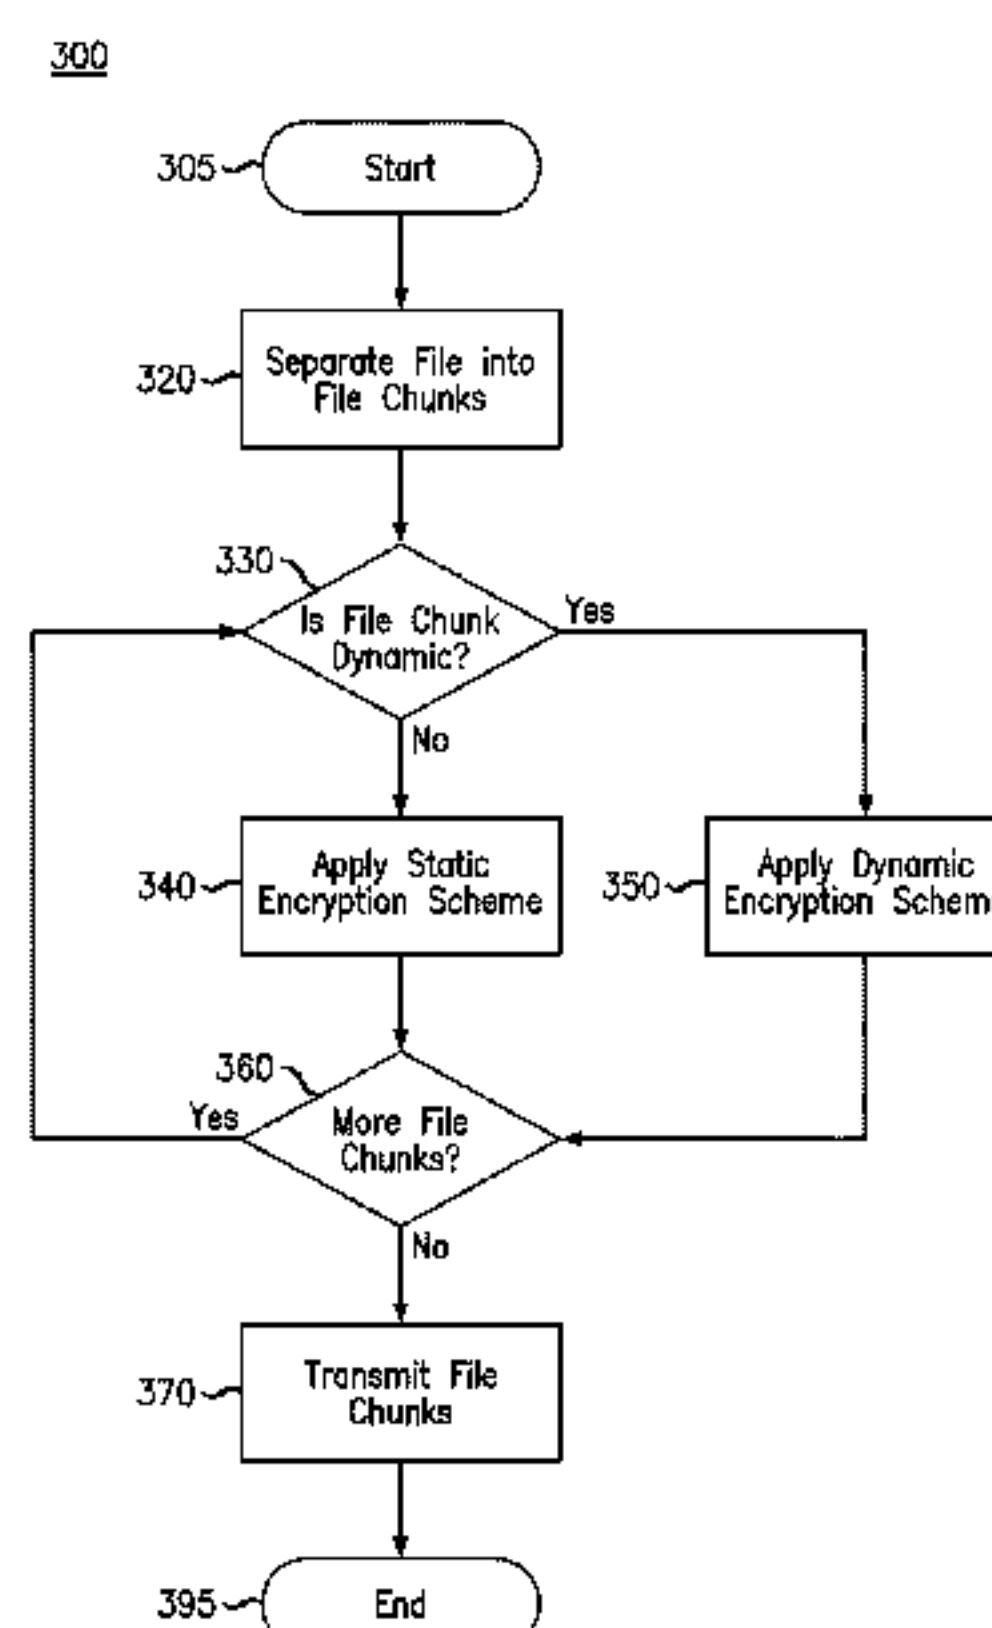 300
305
Start
320
Separate File into
File Chunks
330
Is File Chunk
Dynamic?
Yes
No
340
Apply Static
Encryption Scheme
350
Apply Dynamic
Encryption Schem
360
Yes
More File
Chunks?
No
370
Transmit File
Chunks
395
End